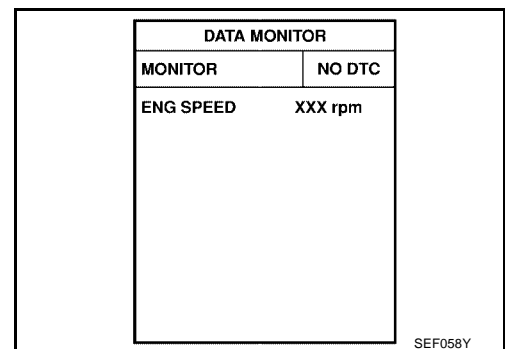 DATA MONITOR
MONITOR NO DTC
ENG SPEED XXX rpm
SEF058Y